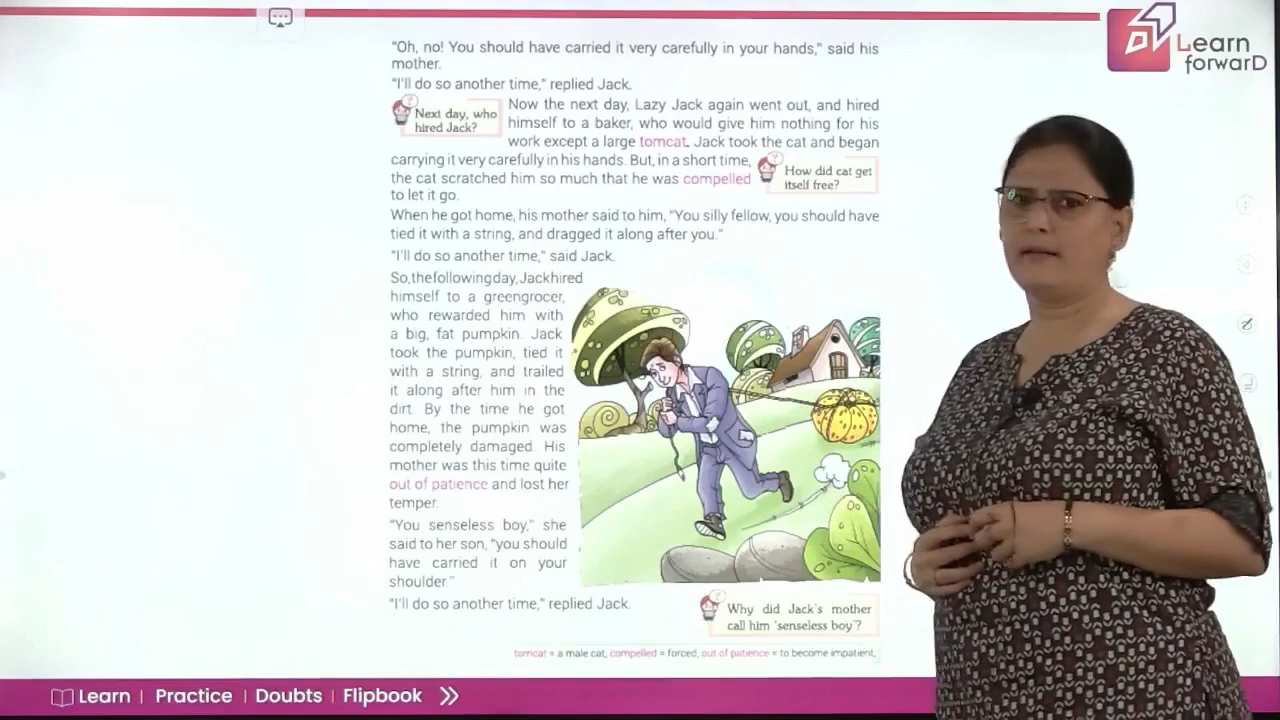 Learn
forwarD
"Oh, no! You should have carried it very carefully in your hands," said his
mother.
"I'll do so another time," replied Jack.
Next day, who
hired Jack?
Now the next day, Lazy Jack again went out, and hired
himself to a baker, who would give him nothing for his
work except a large tomcat. Jack took the cat and began
carrying it very carefully in his hands. But, in a short time,
the cat scratched him so much that he was compelled
to let it go.
How did cat get
itself free?
When he got home, his mother said to him, "You silly fellow, you should have
tied it with a string, and dragged it along after you."
"I'll do so another time," said Jack.
So, the following day, Jack hired
himself to a greengrocer,
who rewarded him with
a big, fat pumpkin. Jack
took the pumpkin, tied it
with a string, and trailed
it along after him in the
dirt. By the time he got
home, the pumpkin was
completely damaged. His
mother was this time quite
out of patience and lost her
temper.
"You senseless boy," she
said to her son, "you should
have carried it on your
shoulder."
"I'll do so another time," replied Jack.
Why did Jack's mother
call him 'senseless boy'?
tomcat = a male cat, compelled = forced, out of patience = to become impatient,
Learn | Practice | Doubts | Flipbook